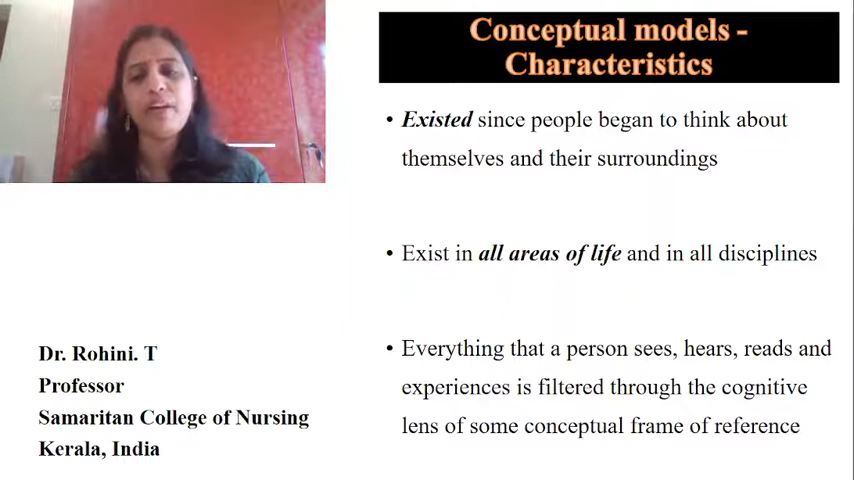 Conceptual models -
Characteristics
• Existed since people began to think about
themselves and their surroundings
• Exist in all areas of life and in all disciplines
• Everything that a person sees, hears, reads and
experiences is filtered through the cognitive
lens of some conceptual frame of reference
Dr. Rohini. T
Professor
Samaritan College of Nursing
Kerala, India